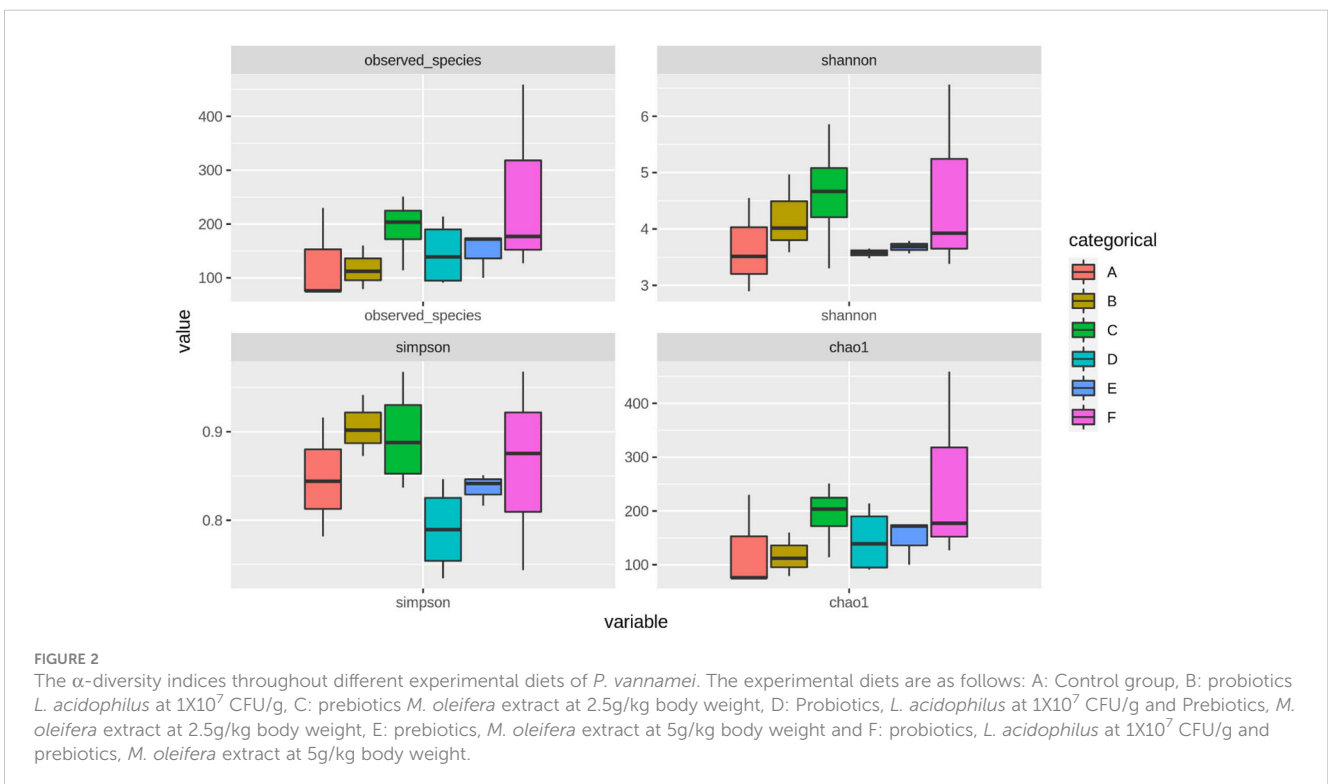 observed_species
shannon
400
300
200
100
6
5
4
3
observed_species
shannon
value
simpson
chao1
0.9
0.8
400
300
200
100
simpson
chao1
variable
categorical
A
B
C
D
E
F
FIGURE 2
The α-diversity indices throughout different experimental diets of P. vannamei. The experimental diets are as follows: A: Control group, B: probiotics
L. acidophilus at 1X10⁷ CFU/g, C: prebiotics M. oleifera extract at 2.5g/kg body weight, D: Probiotics, L. acidophilus at 1X10⁷ CFU/g and Prebiotics, M.
oleifera extract at 2.5g/kg body weight, E: prebiotics, M. oleifera extract at 5g/kg body weight and F: probiotics, L. acidophilus at 1X10⁷ CFU/g and
prebiotics, M. oleifera extract at 5g/kg body weight.